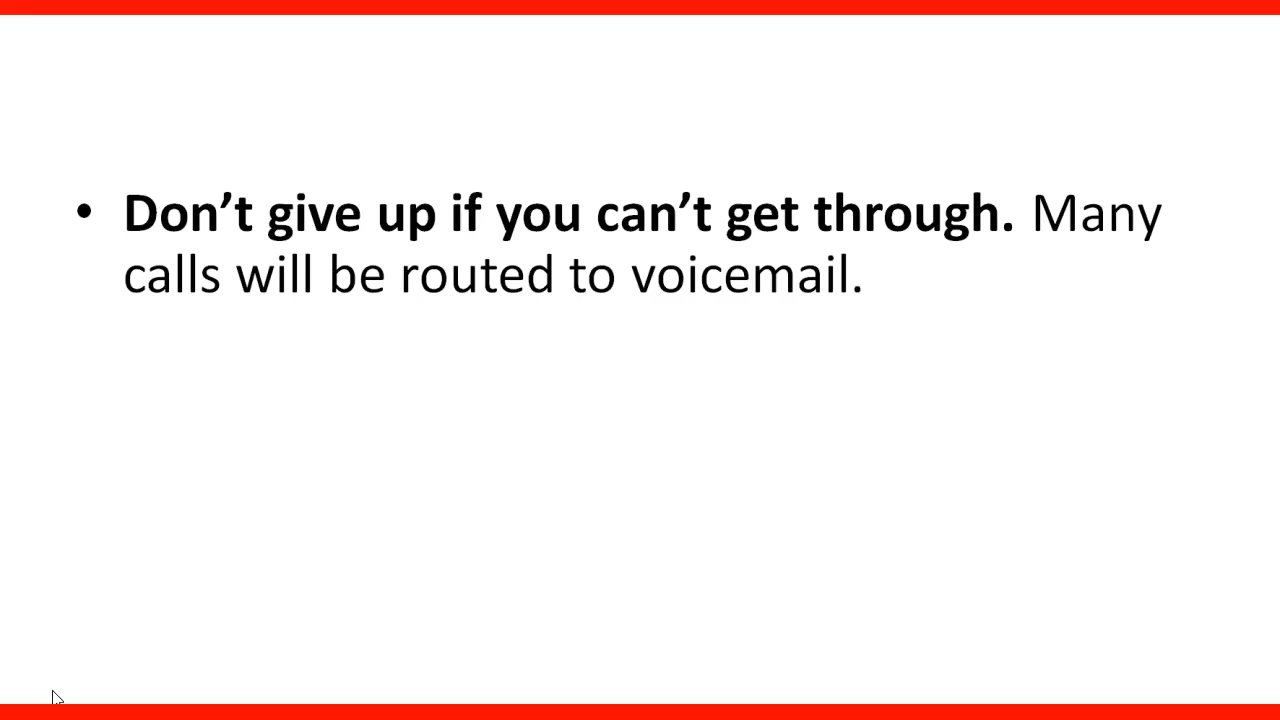 • Don’t give up if you can’t get through. Many
calls will be routed to voicemail.